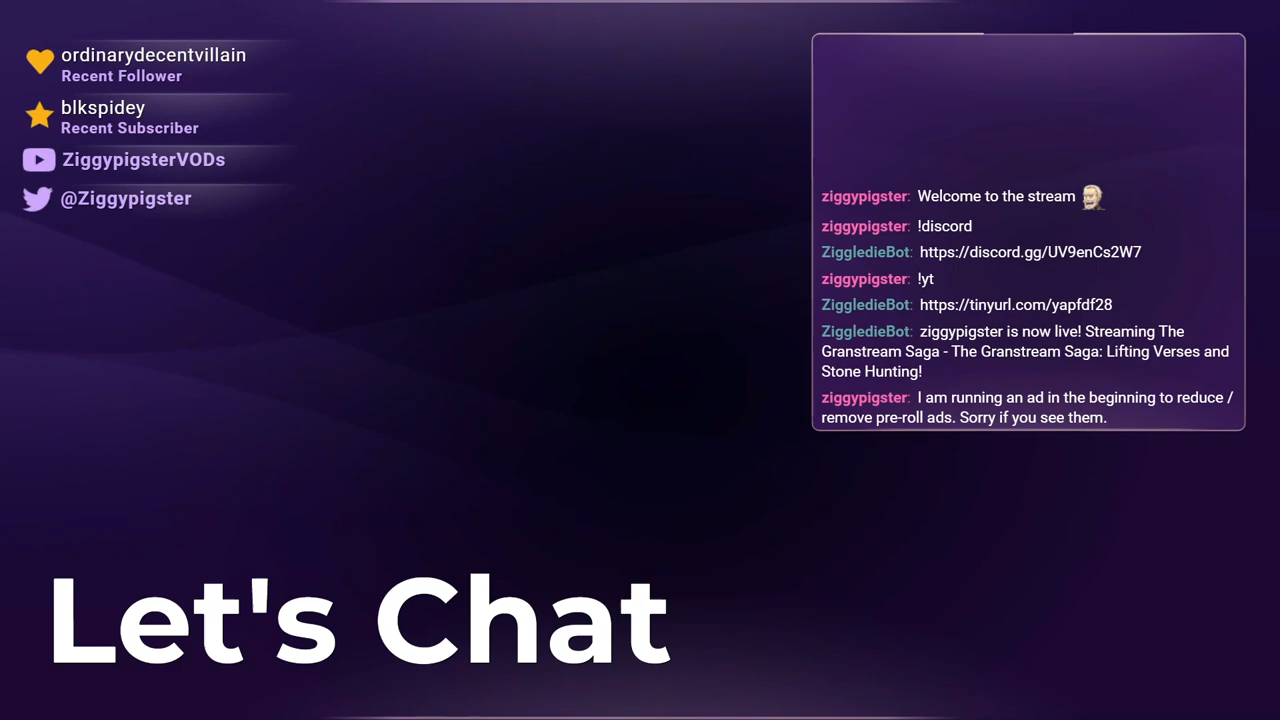 ordinarydecentvillain
Recent Follower
blkspidey
Recent Subscriber
ZiggypigsterVODs
@Ziggypigster
ziggypigster: Welcome to the stream
ziggypigster: !discord
ZiggledieBot: https://discord.gg/UV9enCs2W7
ziggypigster: !yt
ZiggledieBot: https://tinyurl.com/yapfdf28
ZiggledieBot: ziggypigster is now live! Streaming The
Granstream Saga - The Granstream Saga: Lifting Verses and
Stone Hunting!
ziggypigster: I am running an ad in the beginning to reduce /
remove pre-roll ads. Sorry if you see them.
Let's Chat